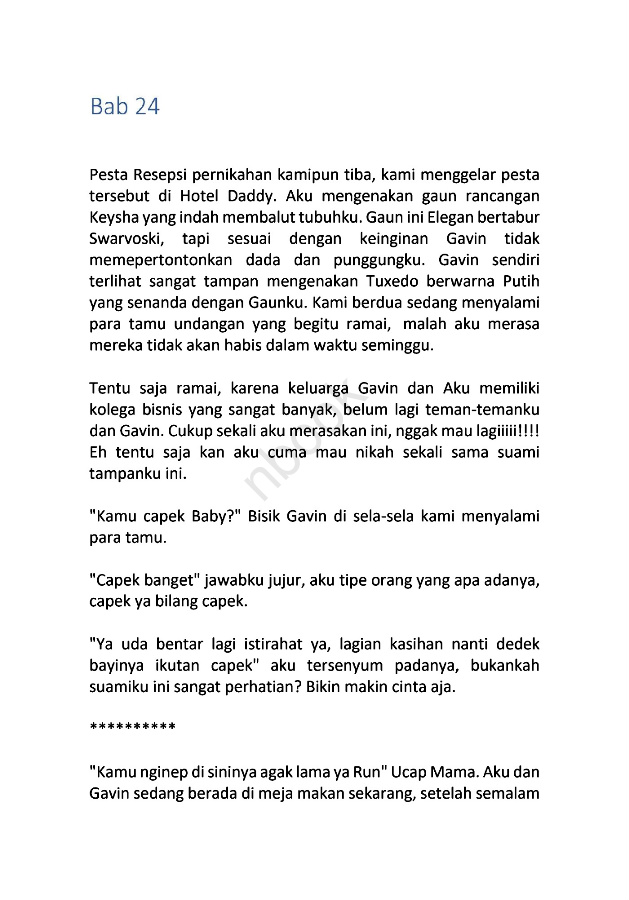 Bab 24
Pesta Resepsi pernikahan kamipun tiba, kami menggelar pesta
tersebut di Hotel Daddy. Aku mengenakan gaun rancangan
Keysha yang indah membalut tubuhku. Gaun ini Elegan bertabur
Swarvoski, tapi sesuai dengan keinginan Gavin tidak
memepertontonkan dada dan punggungku. Gavin sendiri
terlihat sangat tampan mengenakan Tuxedo berwarna Putih
yang senanda dengan Gaunku. Kami berdua sedang menyalami
para tamu undangan yang begitu ramai, malah aku merasa
mereka tidak akan habis dalam waktu seminggu.
Tentu saja ramai, karena keluarga Gavin dan Aku memiliki
kolega bisnis yang sangat banyak, belum lagi teman-temanku
dan Gavin. Cukup sekali aku merasakan ini, nggak mau lagiiiii!!!!
Eh tentu saja kan aku cuma mau nikah sekali sama suami
tampanku ini.
"Kamu capek Baby?" Bisik Gavin di sela-sela kami menyalami
para tamu.
"Capek banget" jawabku jujur, aku tipe orang yang apa adanya,
capek ya bilang capek.
"Ya uda bentar lagi istirahat ya, lagian kasihan nanti dedek
bayinya ikutan capek" aku tersenyum padanya, bukankah
suamiku ini sangat perhatian? Bikin makin cinta aja.
**********
"Kamu nginep di sininya agak lama ya Run" Ucap Mama. Aku dan
Gavin sedang berada di meja makan sekarang, setelah semalam
nbook